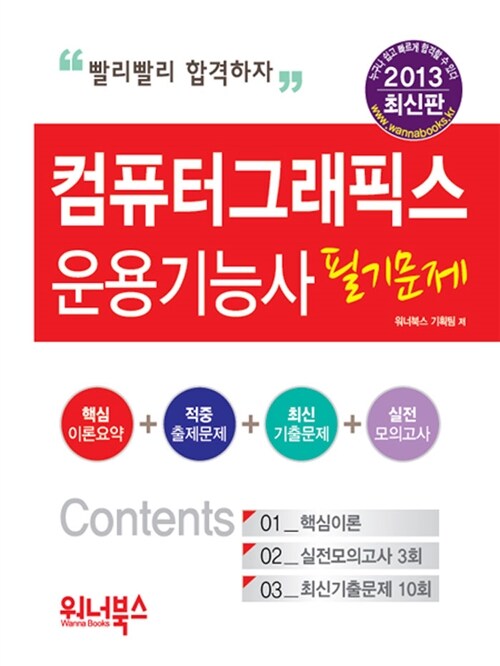 “ 빨리빨리 합격하자 ”
누구나 쉽고 빠르게 합격할 수 있다
2013
최신판
www.wannabooks.kr
컴퓨터그래픽스
운용기능사 필기문제
워너북스 기획팀 저
핵심
이론요약
+
적중
출제문제
+
최신
기출문제
+
실전
모의고사
Contents
01_핵심이론
02_실전모의고사 3회
03_최신기출문제 10회
워너북스
Wanna Books